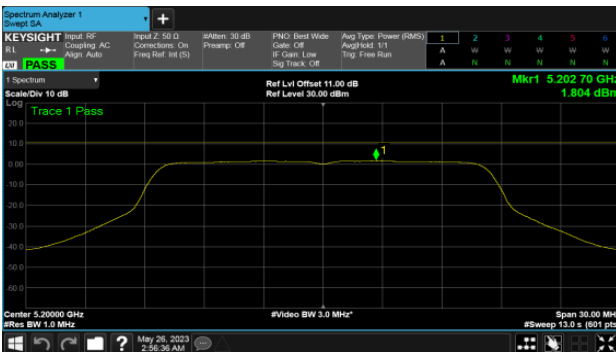 Spectrum Analyzer 1
Swept SA
+
KEYSIGHT Input: RF Input Z: 50 Ω #Atten: 30 dB PNO: Best Wide Avg Type: Power (RMS) 1 2 3 4 5 6
RL Coupling: AC Corrections: On Preamp: Off Gate: Off Avg|Hold: 1/1 A W W W W W
Align: Auto Freq Ref: Int (S) IF Gain: Low Trig: Free Run
LXI PASS Sig Track: Off A N N N N N
1 Spectrum Ref Lvl Offset 11.00 dB Mkr1 5.202 70 GHz
Scale/Div 10 dB Ref Level 30.00 dBm 1.804 dBm
Log Trace 1 Pass
20.0
10.0
1
0.00
-10.0
-20.0
-30.0
-40.0
-50.0
-60.0
Center 5.20000 GHz #Video BW 3.0 MHz* Span 30.00 MHz
#Res BW 1.0 MHz #Sweep 13.0 s (601 pts)
? May 26, 2023
2:56:36 AM